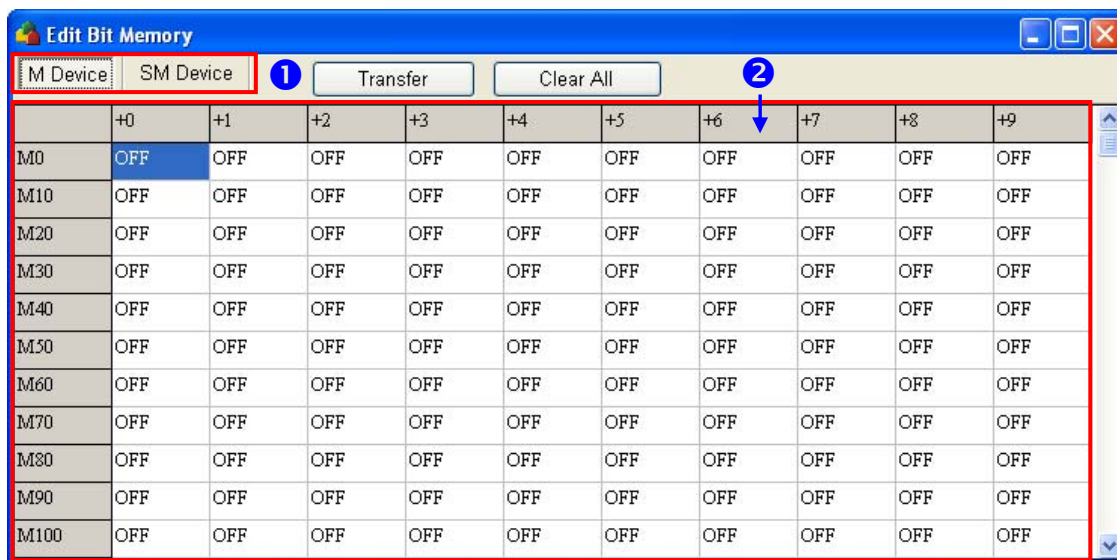 Edit Bit Memory
M Device SM Device 1 Transfer Clear All 2
+0 +1 +2 +3 +4 +5 +6 +7 +8 +9
M0 OFF OFF OFF OFF OFF OFF OFF OFF OFF OFF
M10 OFF OFF OFF OFF OFF OFF OFF OFF OFF OFF
M20 OFF OFF OFF OFF OFF OFF OFF OFF OFF OFF
M30 OFF OFF OFF OFF OFF OFF OFF OFF OFF OFF
M40 OFF OFF OFF OFF OFF OFF OFF OFF OFF OFF
M50 OFF OFF OFF OFF OFF OFF OFF OFF OFF OFF
M60 OFF OFF OFF OFF OFF OFF OFF OFF OFF OFF
M70 OFF OFF OFF OFF OFF OFF OFF OFF OFF OFF
M80 OFF OFF OFF OFF OFF OFF OFF OFF OFF OFF
M90 OFF OFF OFF OFF OFF OFF OFF OFF OFF OFF
M100 OFF OFF OFF OFF OFF OFF OFF OFF OFF OFF